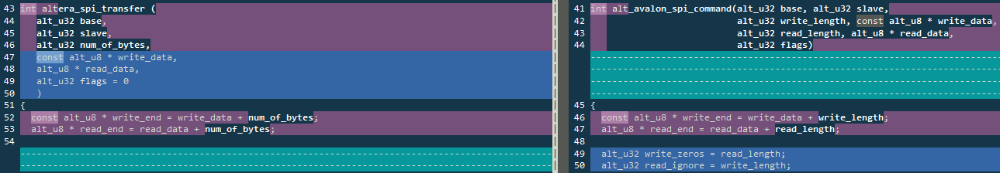 43 int altera_spi_transfer (
44    alt_u32 base,
45    alt_u32 slave,
46    alt_u32 num_of_bytes,
47    const alt_u8 * write_data,
48    alt_u8 * read_data,
49    alt_u32 flags = 0
50    )
51 {
52   const alt_u8 * write_end = write_data + num_of_bytes;
53   alt_u8 * read_end = read_data + num_of_bytes;
54
41 int alt_avalon_spi_command(alt_u32 base, alt_u32 slave,
42                            alt_u32 write_length, const alt_u8 * write_data,
43                            alt_u32 read_length, alt_u8 * read_data,
44                            alt_u32 flags)
45 {
46   const alt_u8 * write_end = write_data + write_length;
47   alt_u8 * read_end = read_data + read_length;
48
49   alt_u32 write_zeros = read_length;
50   alt_u32 read_ignore = write_length;